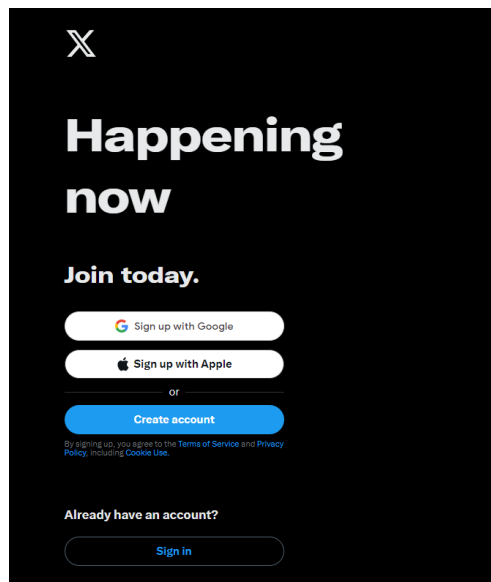 X
Happening
now
Join today.
Sign up with Google
Sign up with Apple
or
Create account
By signing up, you agree to the Terms of Service and Privacy
Policy, including Cookie Use.
Already have an account?
Sign in